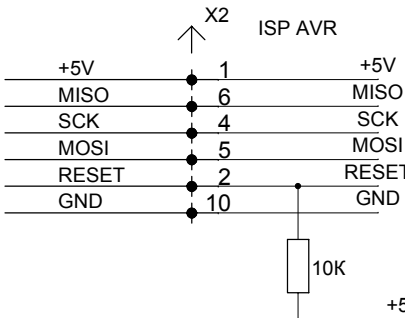 X2 ISP AVR
+5V 1 +5V
MISO 6 MISO
SCK 4 SCK
MOSI 5 MOSI
RESET 2 RESET
GND 10 GND
10K
+5